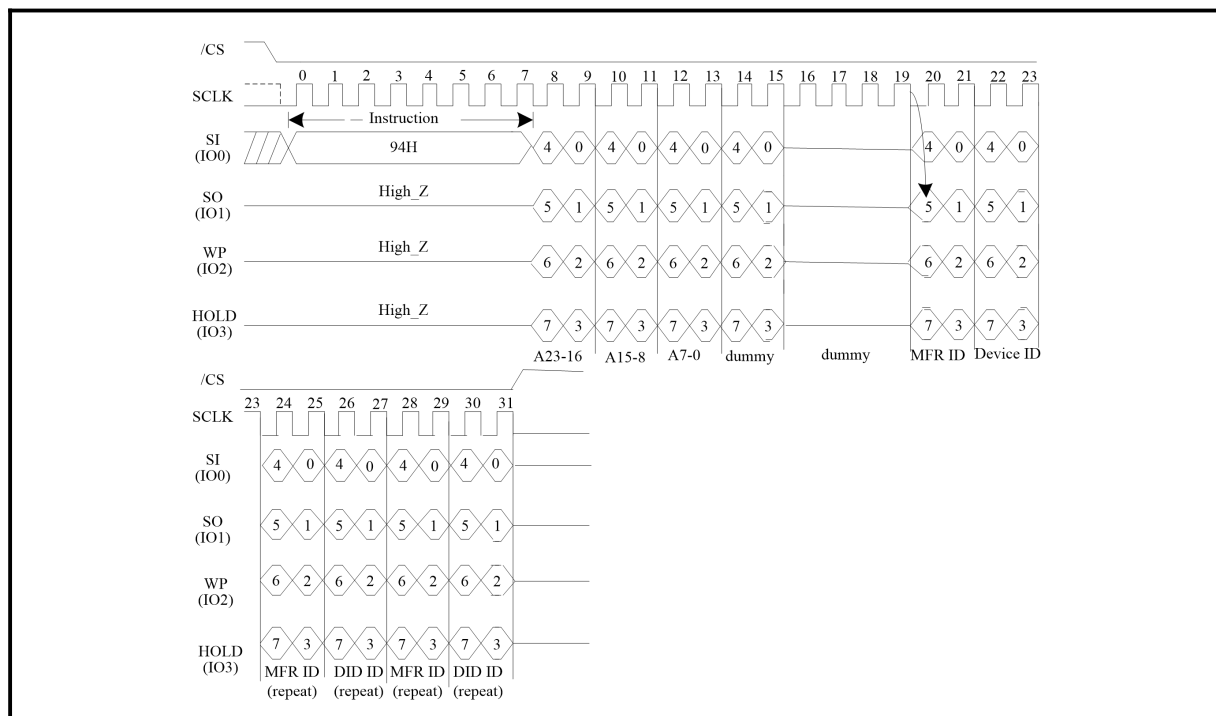 /CS
0 1 2 3 4 5 6 7 8 9 10 11 12 13 14 15 16 17 18 19 20 21 22 23
SCLK
Instruction
SI
(IO0)
94H
4 0 4 0 4 0 4 0 4 0 4 0
SO
(IO1)
High_Z
5 1 5 1 5 1 5 1 5 1 5 1
WP
(IO2)
High_Z
6 2 6 2 6 2 6 2 6 2 6 2
HOLD
(IO3)
High_Z
7 3 7 3 7 3 7 3 7 3 7 3
A23-16 A15-8 A7-0 dummy dummy MFR ID Device ID
/CS
23 24 25 26 27 28 29 30 31
SCLK
SI
(IO0)
4 0 4 0 4 0 4 0
SO
(IO1)
5 1 5 1 5 1 5 1
WP
(IO2)
6 2 6 2 6 2 6 2
HOLD
(IO3)
7 3 7 3 7 3 7 3
MFR ID DID ID MFR ID DID ID
(repeat) (repeat) (repeat) (repeat)